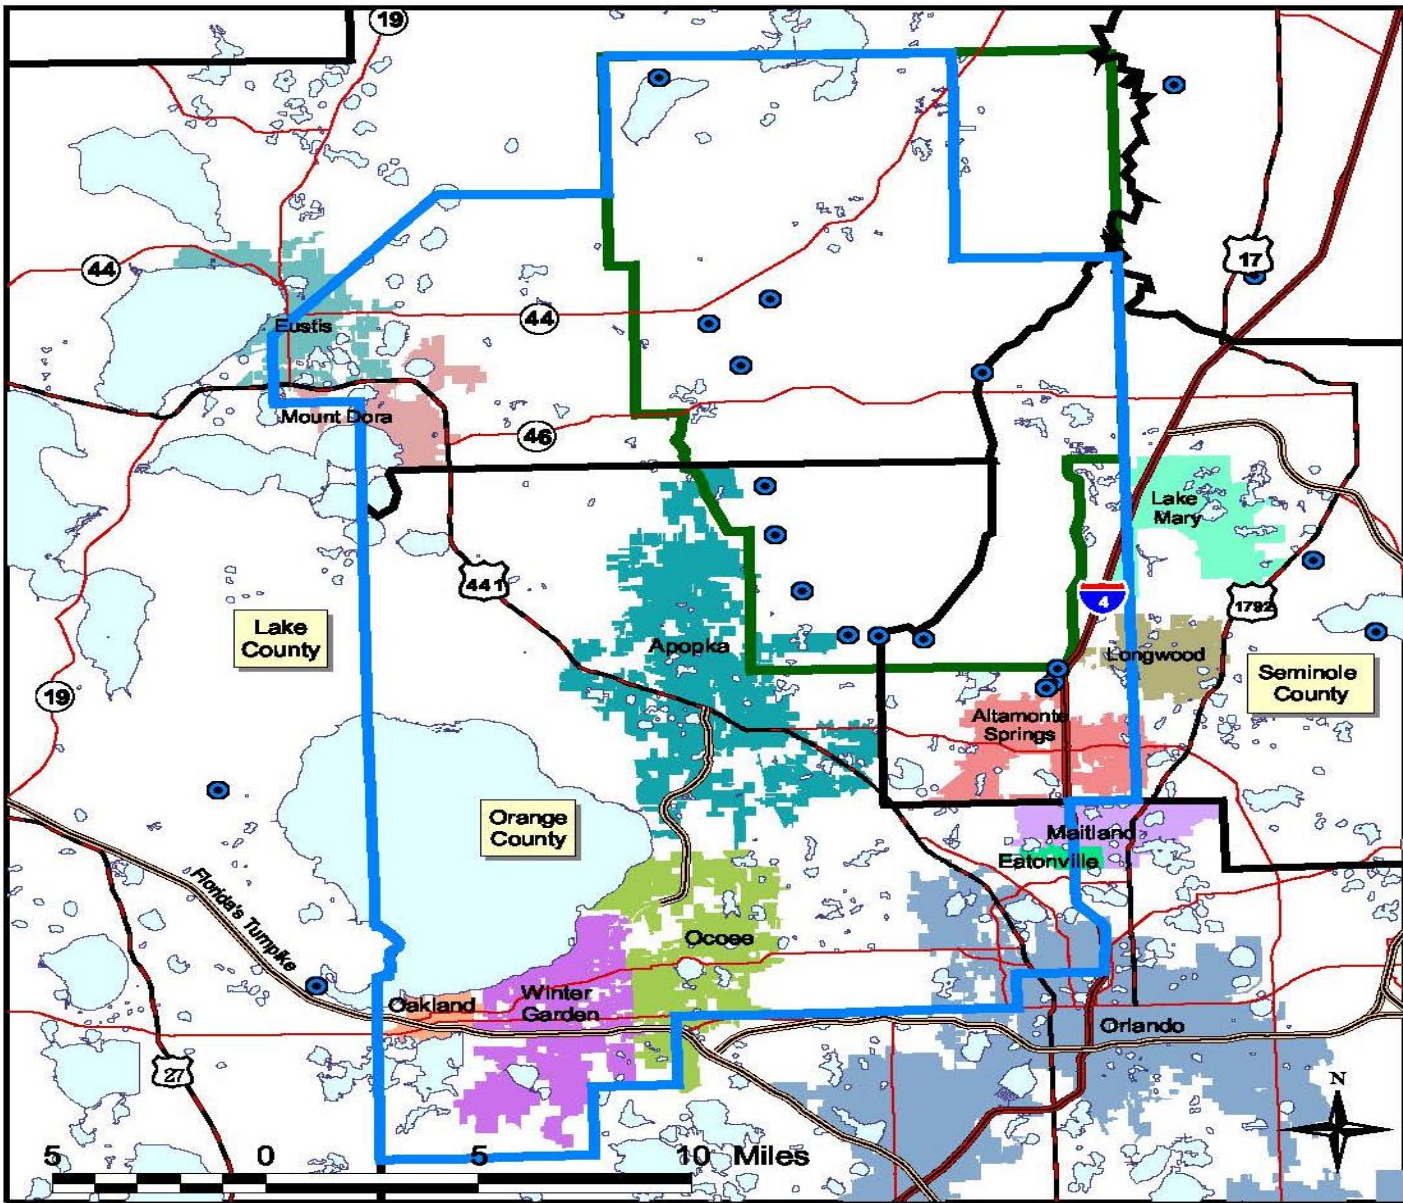 19
17
44
Eustis
44
Mount Dora
46
Lake
Mary
441
4
1792
Lake
County
Apopka
Longwood
Seminole
County
19
Altamonte
Springs
Orange
County
Maitland
Eatonville
Florida's Turnpike
Ocoee
Oakland
Winter
Garden
Orlando
27
N
5 0 5 10 Miles